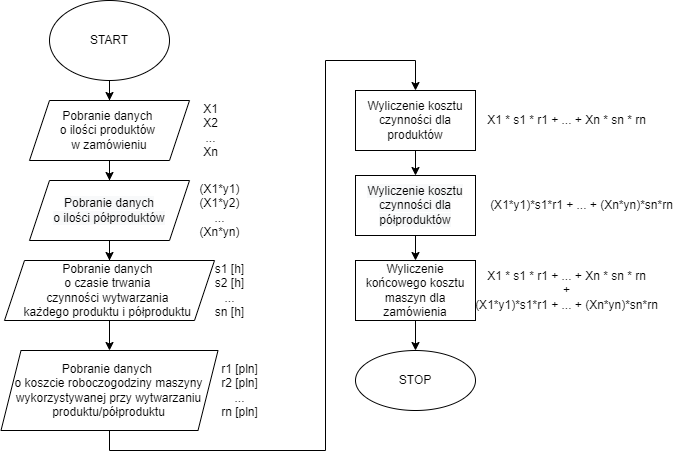 START
Pobranie danych
o ilości produktów
w zamówieniu
X1
X2
...
Xn
Pobranie danych
o ilości półproduktów
(X1*y1)
(X1*y2)
...
(Xn*yn)
Pobranie danych
o czasie trwania
czynności wytwarzania
każdego produktu i półproduktu
s1 [h]
s2 [h]
...
sn [h]
Pobranie danych
o koszcie roboczogodziny maszyny
wykorzystywanej przy wytwarzaniu
produktu/półproduktu
r1 [pln]
r2 [pln]
...
rn [pln]
Wyliczenie kosztu
czynności dla
produktów
X1 * s1 * r1 + ... + Xn * sn * rn
Wyliczenie kosztu
czynności dla
półproduktów
(X1*y1)*s1*r1 + ... + (Xn*yn)*sn*rn
Wyliczenie
końcowego kosztu
maszyn dla
zamówienia
X1 * s1 * r1 + ... + Xn * sn * rn
+
(X1*y1)*s1*r1 + ... + (Xn*yn)*sn*rn
STOP